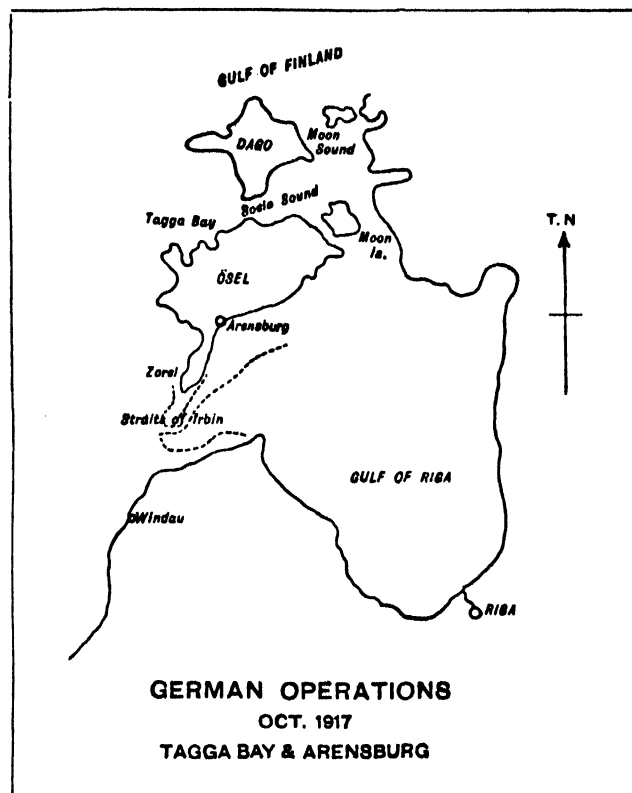 GULF OF FINLAND
DAGO
Moon
Sound
Soela Sound
Tagga Bay
Moon
Is.
T. N
ÖSEL
Arensburg
Zorel
Straits of Irbin
GULF OF RIGA
Windau
RIGA
GERMAN OPERATIONS
OCT. 1917
TAGGA BAY & ARENSBURG